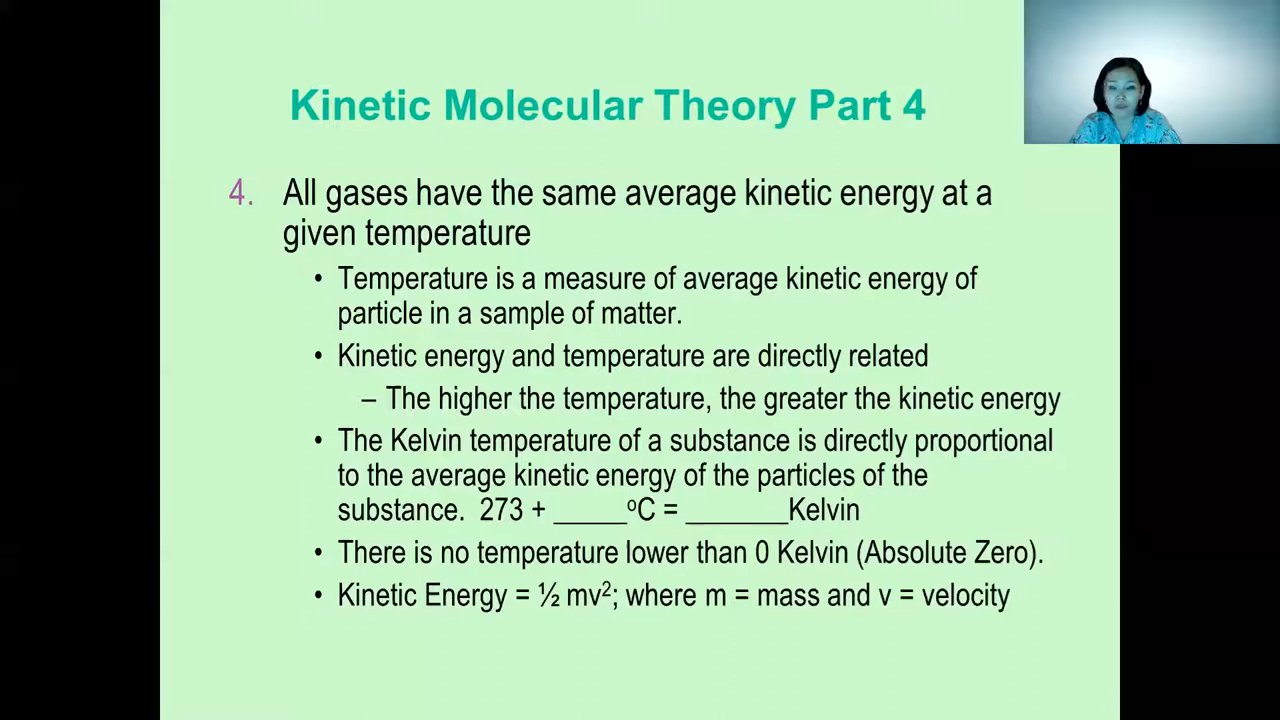 Kinetic Molecular Theory Part 4
4. All gases have the same average kinetic energy at a
given temperature
• Temperature is a measure of average kinetic energy of
particle in a sample of matter.
• Kinetic energy and temperature are directly related
– The higher the temperature, the greater the kinetic energy
• The Kelvin temperature of a substance is directly proportional
to the average kinetic energy of the particles of the
substance. 273 + _____ºC = _______Kelvin
• There is no temperature lower than 0 Kelvin (Absolute Zero).
• Kinetic Energy = ½ mv²; where m = mass and v = velocity